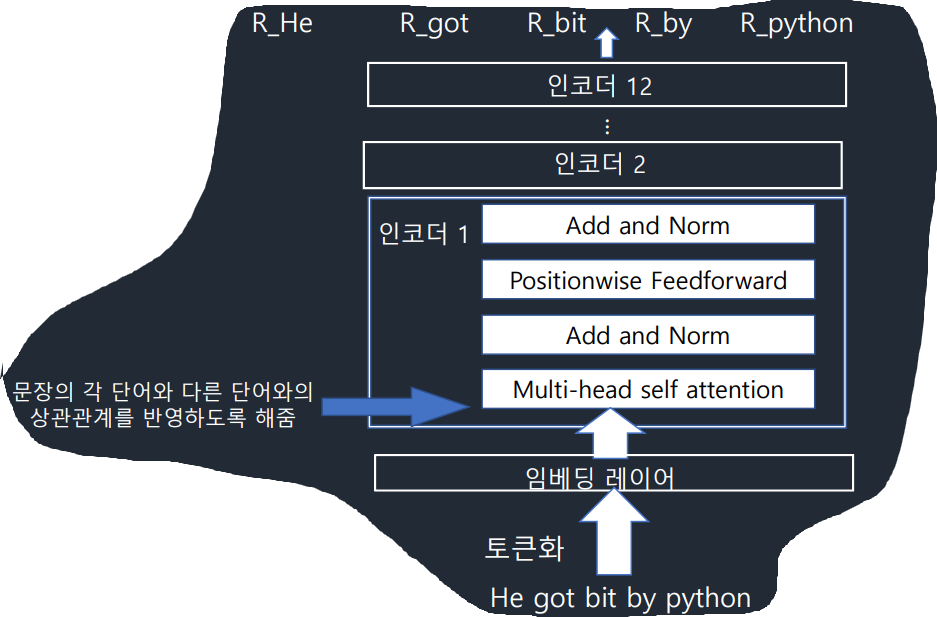 R_He R_got R_bit R_by R_python
인코더 12
⋮
인코더 2
인코더 1
Add and Norm
Positionwise Feedforward
Add and Norm
Multi-head self attention
문장의 각 단어와 다른 단어와의
상관관계를 반영하도록 해줌
임베딩 레이어
토큰화
He got bit by python